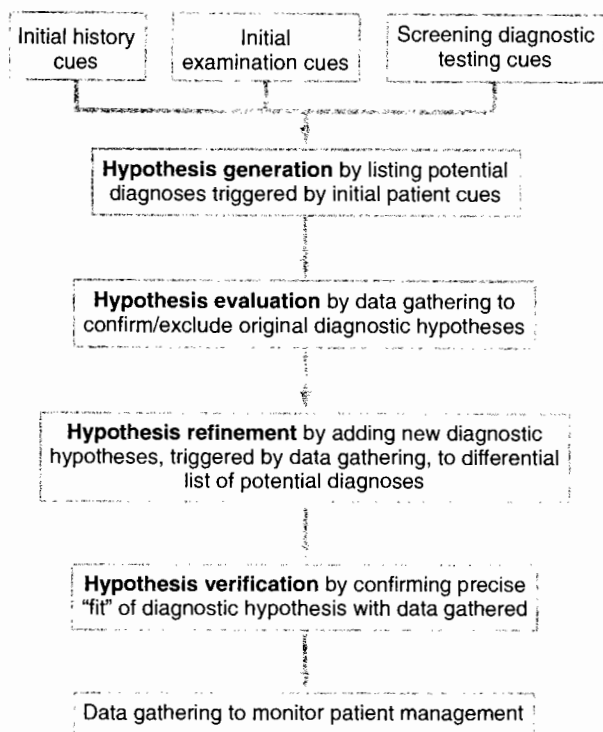 Initial history
cues
Initial
examination cues
Screening diagnostic
testing cues
Hypothesis generation by listing potential
diagnoses triggered by initial patient cues
Hypothesis evaluation by data gathering to
confirm/exclude original diagnostic hypotheses
Hypothesis refinement by adding new diagnostic
hypotheses, triggered by data gathering, to differential
list of potential diagnoses
Hypothesis verification by confirming precise
“fit” of diagnostic hypothesis with data gathered
Data gathering to monitor patient management